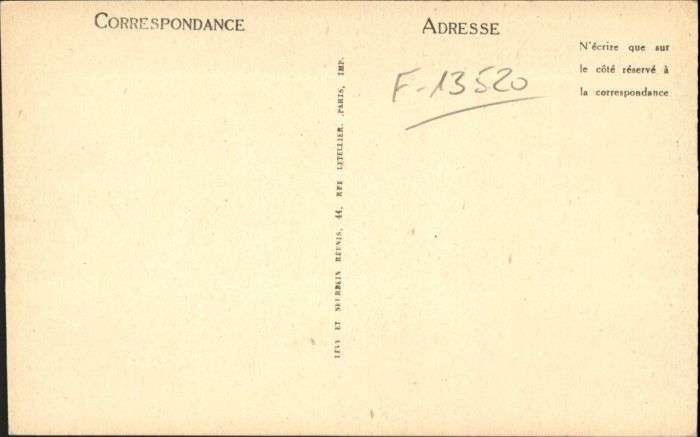 CORRESPONDANCE
ADRESSE
N'écrire que sur
le côté réservé à
la correspondance
F-13520
LÉVY ET NEURDEIN RÉUNIS, 44, RUE LETELLIER, PARIS, IMP.